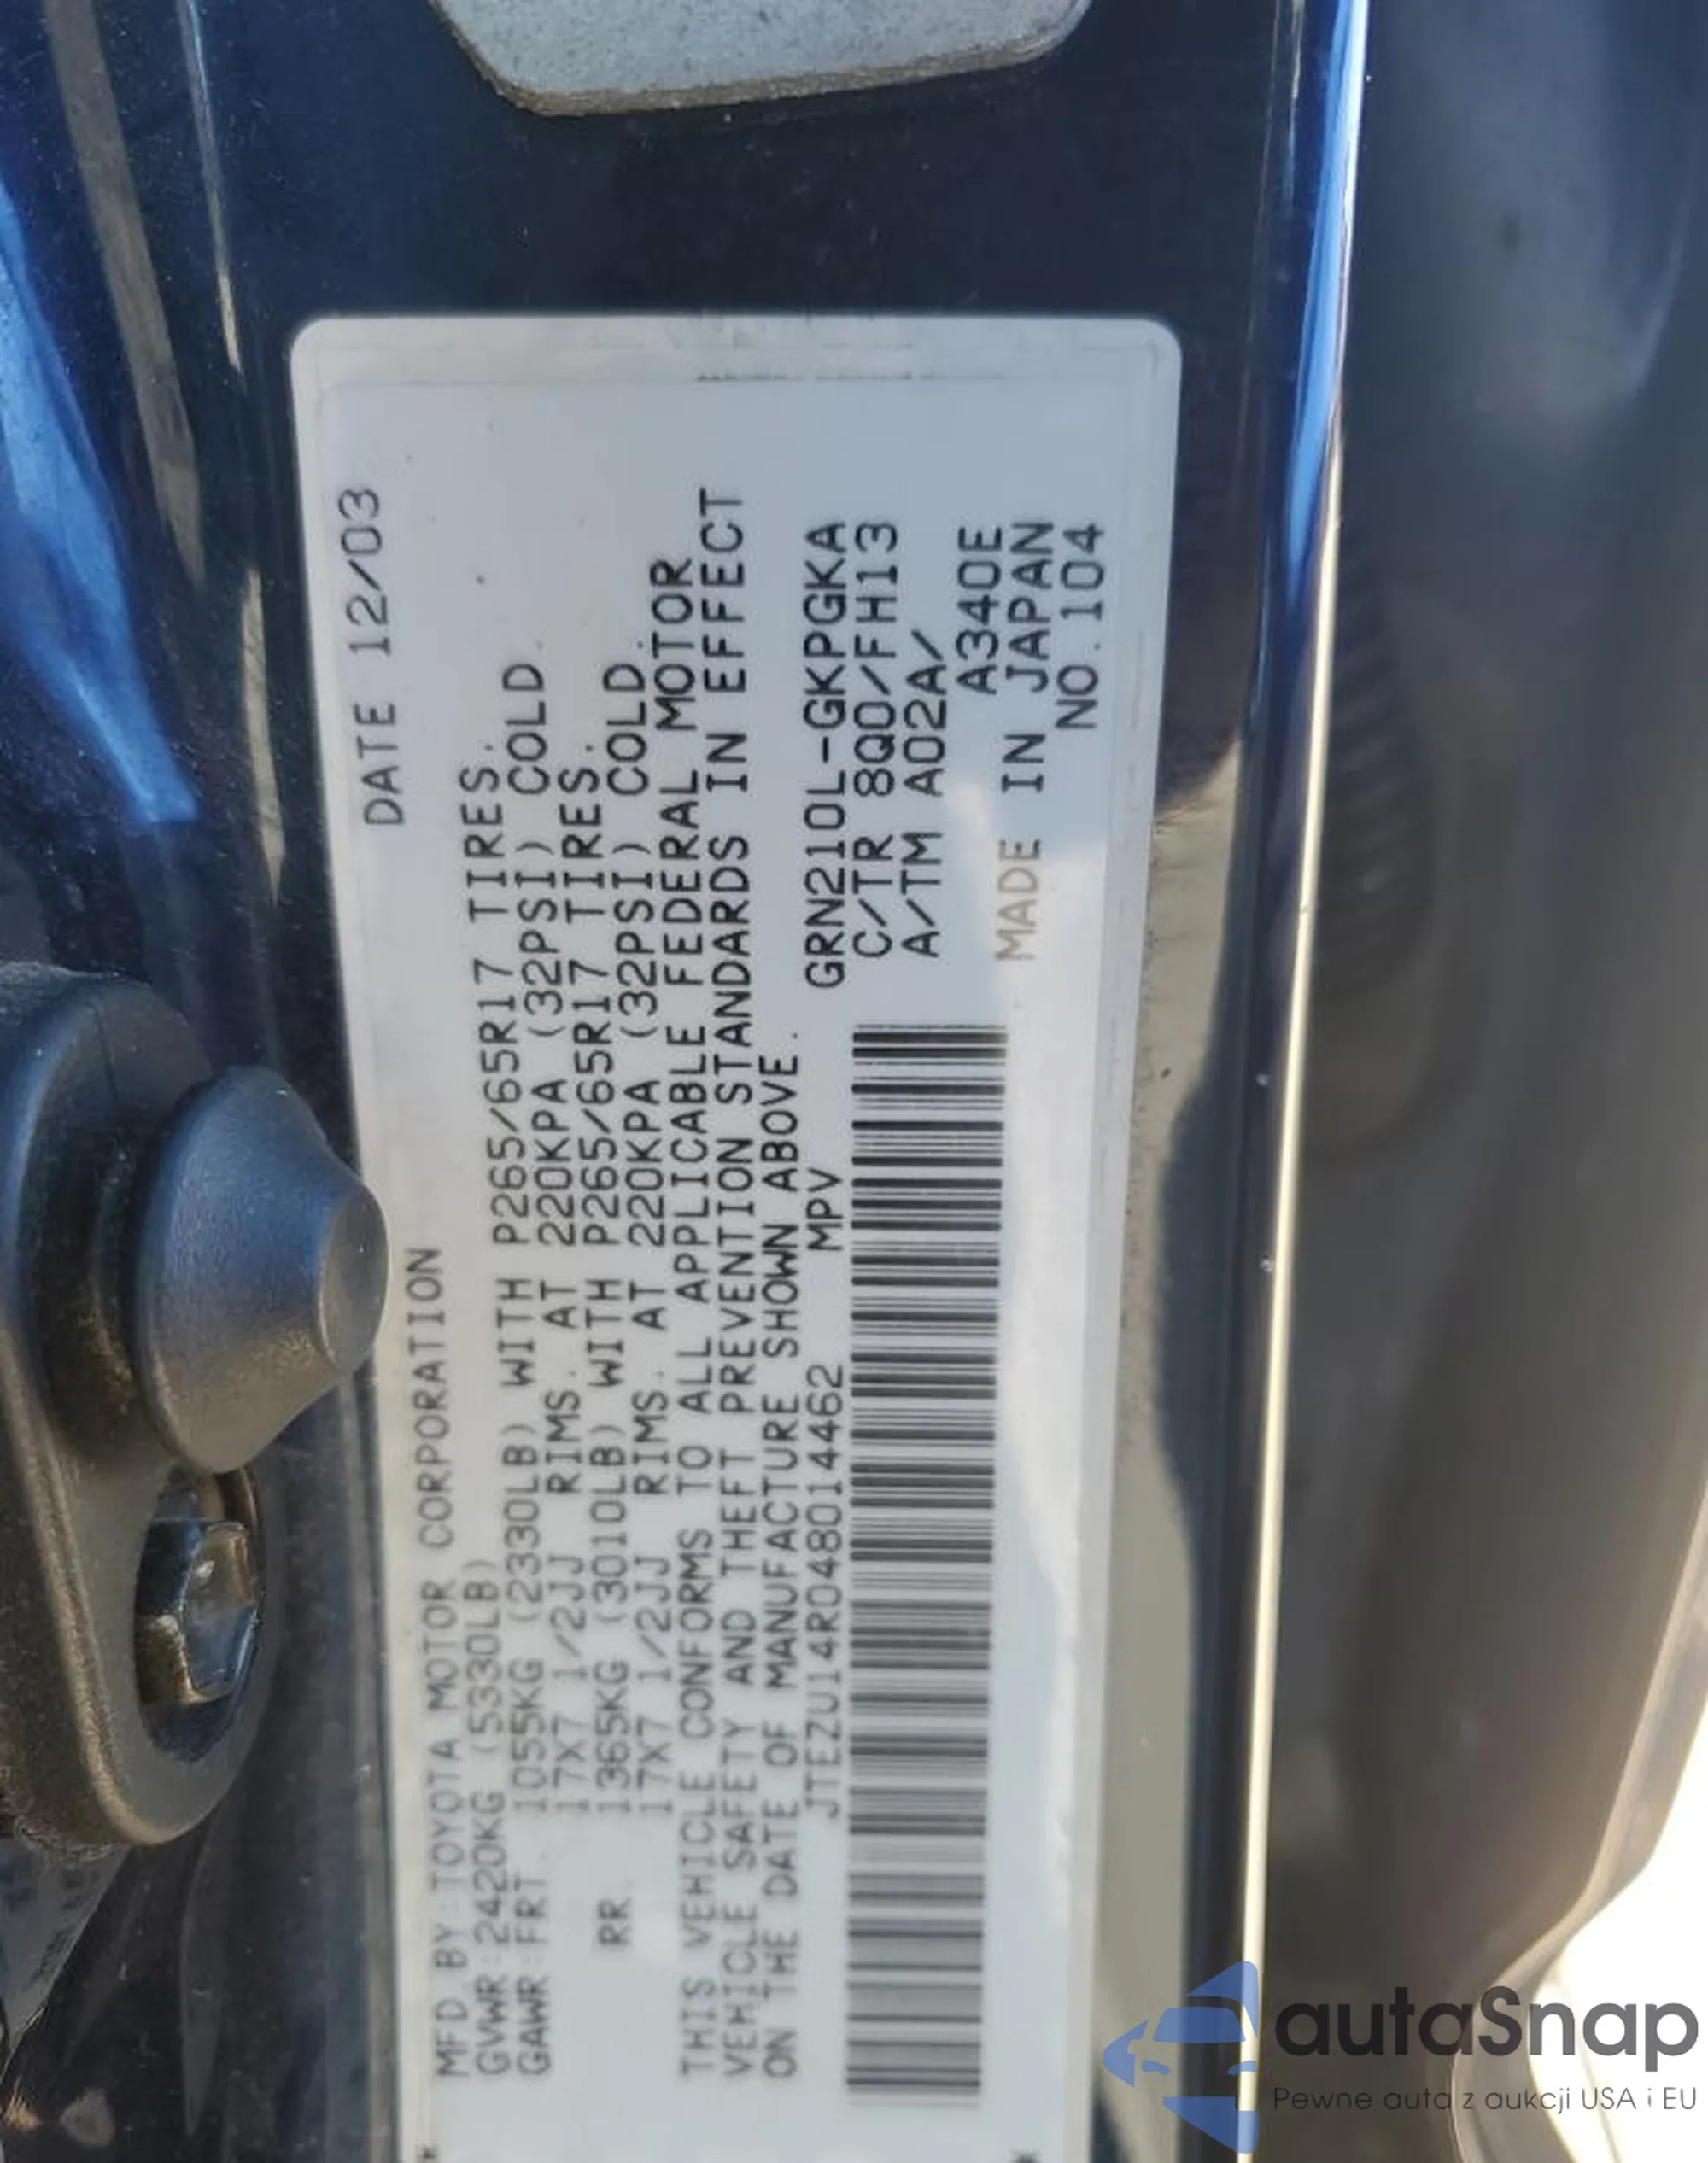 DATE 12/03
MFD BY:TOYOTA MOTOR CORPORATION
GVWR:2420KG (5330LB)
GAWR:FRT. 1055KG (2330LB) WITH P265/65R17 TIRES.
17X7 1/2JJ RIMS. AT 220KPA (32PSI) COLD.
RR. 1365KG (3010LB) WITH P265/65R17 TIRES.
17X7 1/2JJ RIMS. AT 220KPA (32PSI) COLD.
THIS VEHICLE CONFORMS TO ALL APPLICABLE FEDERAL MOTOR
VEHICLE SAFETY AND THEFT PREVENTION STANDARDS IN EFFECT
ON THE DATE OF MANUFACTURE SHOWN ABOVE.
JTEZU14R048014462 MPV
GRN210L-GKPGKA
C/TR 8Q0/FH13
A/TM A02A/
A340E
MADE IN JAPAN
NO.104
autaSnap
Pewne auta z aukcji USA i EU